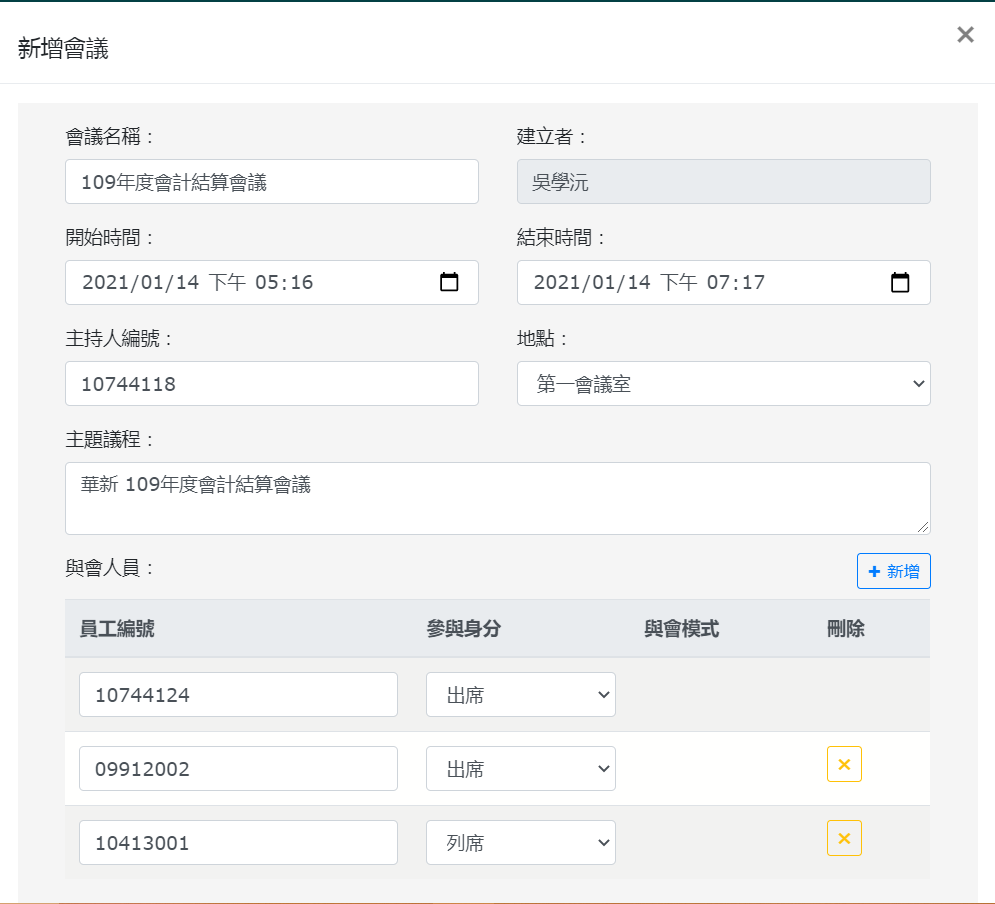 新增會議
×
會議名稱：
建立者：
109年度會計結算會議
吳學沅
開始時間：
結束時間：
2021/01/14 下午 05:16
2021/01/14 下午 07:17
主持人編號：
地點：
10744118
第一會議室
主題議程：
華新 109年度會計結算會議
與會人員：
+ 新增
員工編號 參與身分 與會模式 刪除
10744124 出席
09912002 出席 ×
10413001 列席 ×